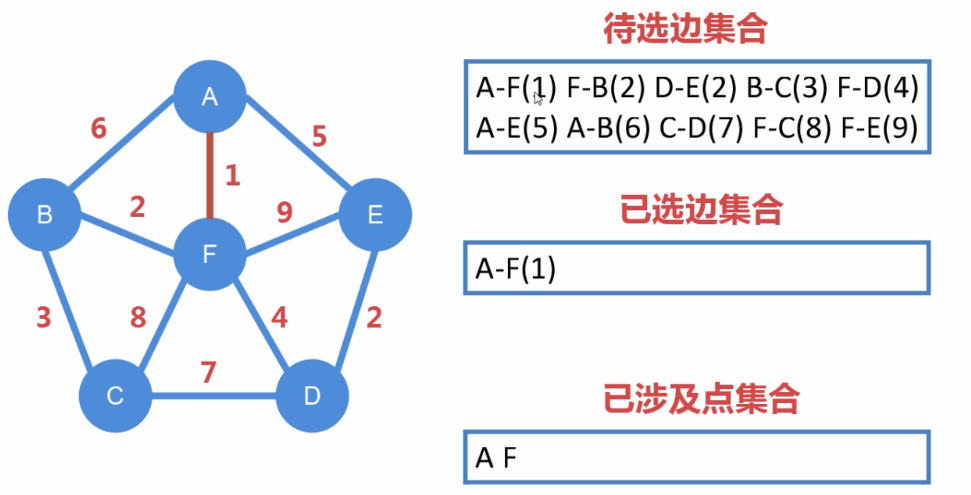 待选边集合
A-F(1) F-B(2) D-E(2) B-C(3) F-D(4)
A-E(5) A-B(6) C-D(7) F-C(8) F-E(9)
已选边集合
A-F(1)
已涉及点集合
A F
A
6
5
1
B
2
9
E
F
3
8
4
2
7
C
D